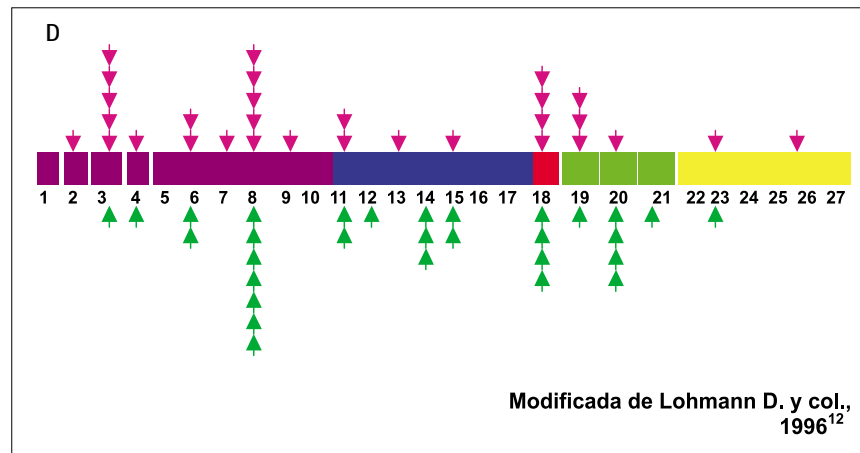 D
1 2 3 4 5 6 7 8 9 10 11 12 13 14 15 16 17 18 19 20 21 22 23 24 25 26 27
Modificada de Lohmann D. y col.,
1996¹²